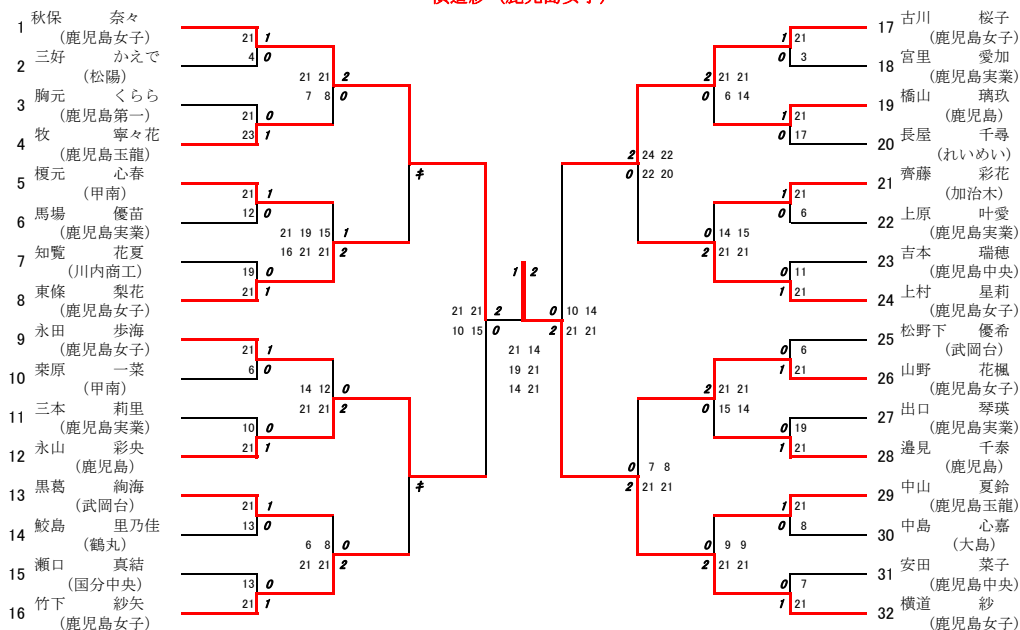 横道紗 (鹿児島女子)
1 秋保 奈々
(鹿児島女子)
21 1
4 0
2 三好 かえで
(松陽)
21 21 2
7 8 0
3 胸元 くらら
(鹿児島第一)
21 0
23 1
4 牧 寧々花
(鹿児島玉龍)
キ
5 榎元 心春
(甲南)
21 1
12 0
6 馬場 優苗
(鹿児島実業)
21 19 15 1
16 21 21 2
7 知覧 花夏
(川内商工)
19 0
21 1
8 東條 梨花
(鹿児島女子)
21 21 2
10 15 0
9 永田 歩海
(鹿児島女子)
21 1
6 0
10 桒原 一菜
(甲南)
14 12 0
21 21 2
11 三本 莉里
(鹿児島実業)
10 0
21 1
12 永山 彩央
(鹿児島)
キ
13 黒葛 絢海
(武岡台)
21 1
13 0
14 鮫島 里乃佳
(鶴丸)
6 8 0
21 21 2
15 瀬口 真結
(国分中央)
13 0
21 1
16 竹下 紗矢
(鹿児島女子)
1 2
21 14
19 21
14 21
17 古川 桜子
(鹿児島女子)
1 21
0 3
18 宮里 愛加
(鹿児島実業)
2 21 21
0 6 14
19 橋山 璃玖
(鹿児島)
1 21
0 17
20 長屋 千尋
(れいめい)
2 24 22
0 22 20
21 齊藤 彩花
(加治木)
1 21
0 6
22 上原 叶愛
(鹿児島実業)
0 14 15
2 21 21
23 吉本 瑞穂
(鹿児島中央)
0 11
1 21
24 上村 星莉
(鹿児島女子)
0 10 14
2 21 21
25 松野下 優希
(武岡台)
0 6
1 21
26 山野 花楓
(鹿児島女子)
2 21 21
0 15 14
27 出口 琴瑛
(鹿児島実業)
0 19
1 21
28 邉見 千泰
(鹿児島)
0 7 8
2 21 21
29 中山 夏鈴
(鹿児島玉龍)
1 21
0 8
30 中島 心嘉
(大島)
0 9 9
2 21 21
31 安田 菜子
(鹿児島中央)
0 7
1 21
32 横道 紗
(鹿児島女子)